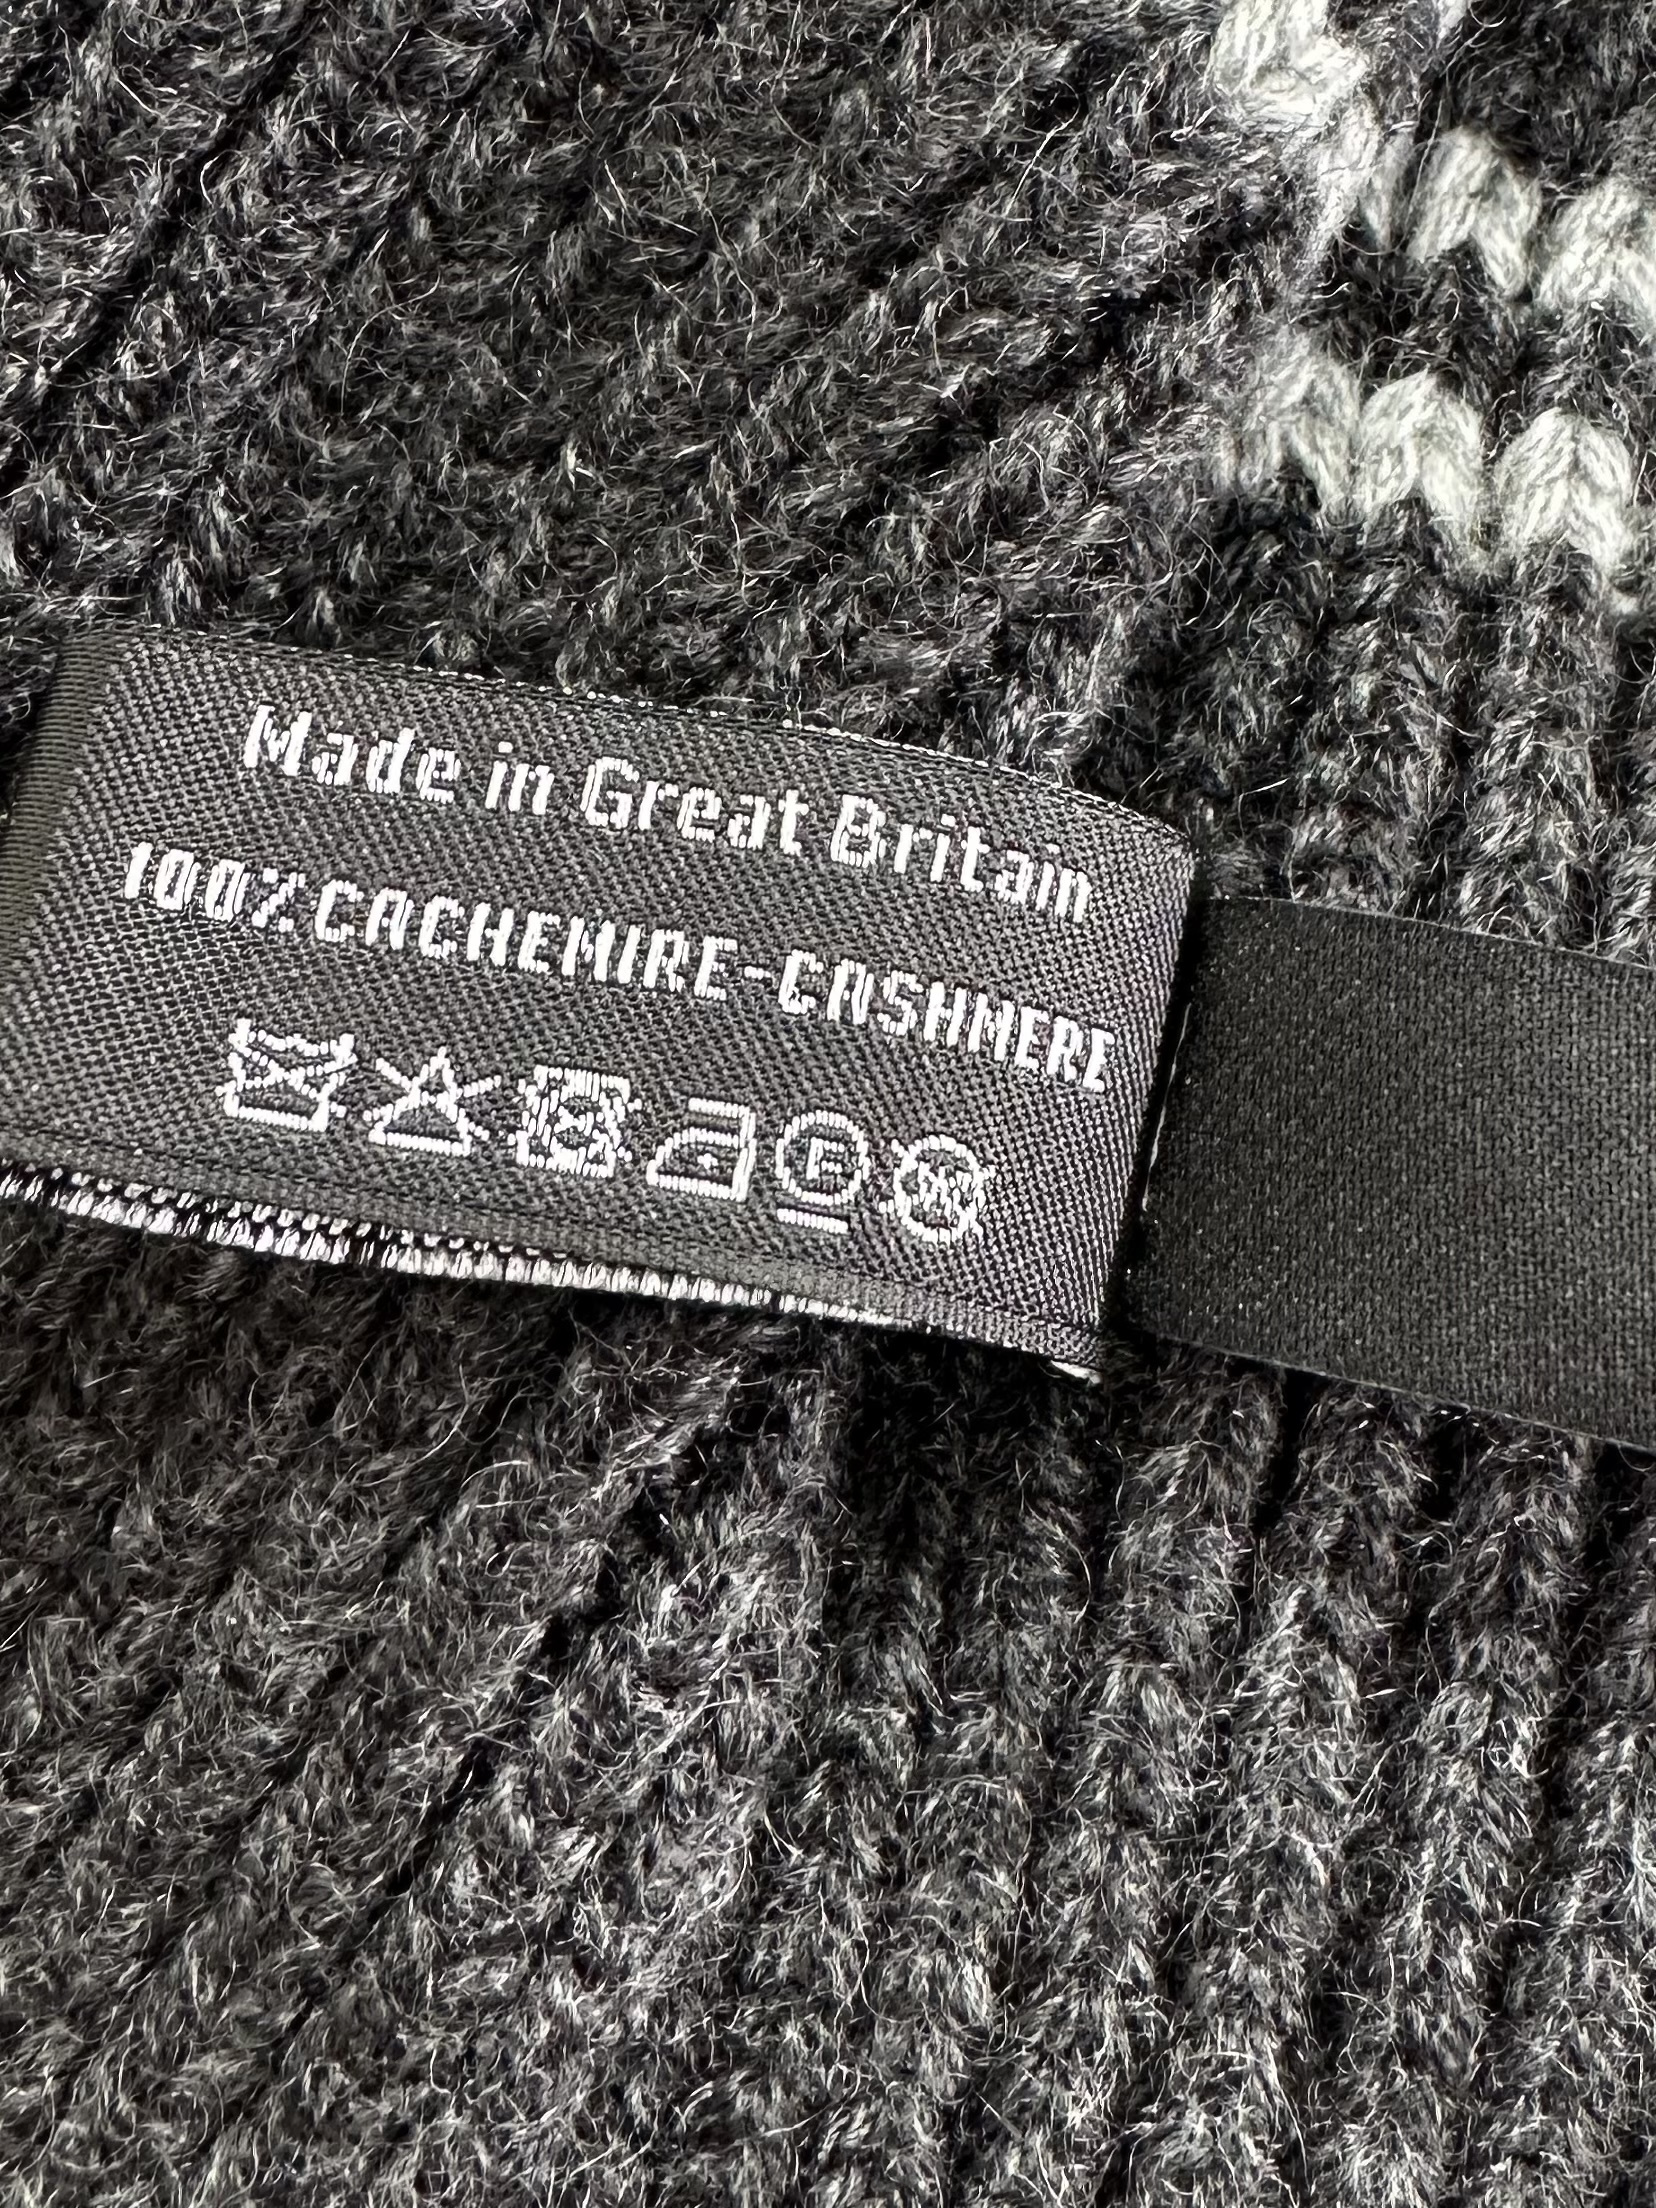 Made in Great Britain
100% CACHEMIRE-CASHMERE